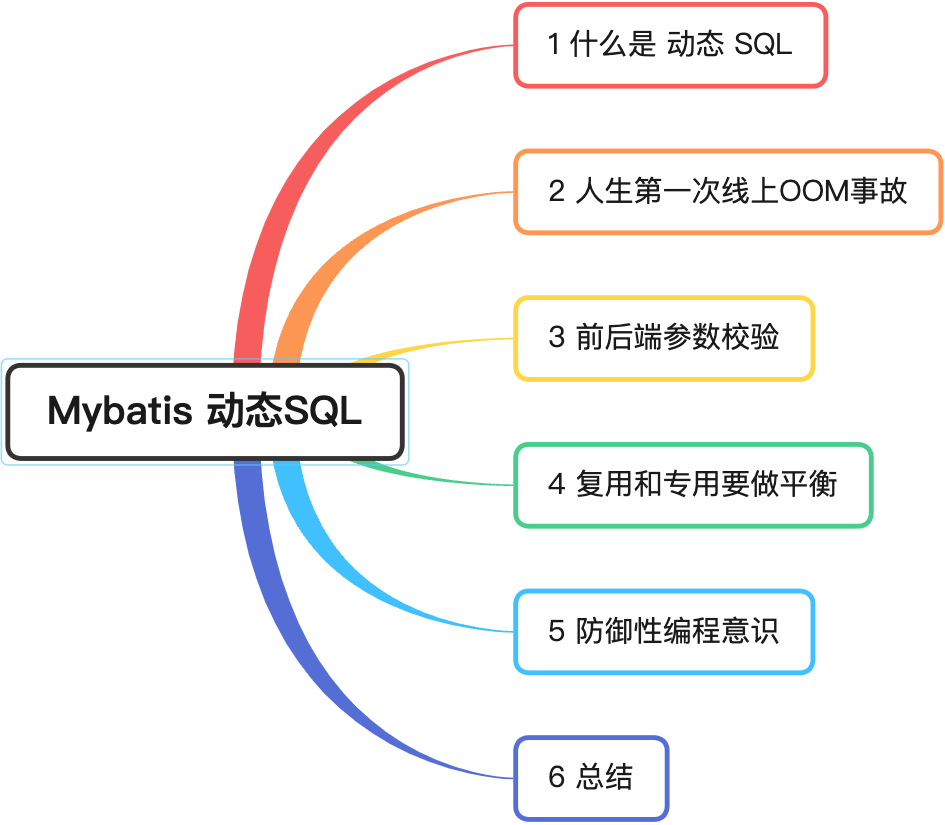 1 什么是 动态 SQL
2 人生第一次线上OOM事故
3 前后端参数校验
Mybatis 动态SQL
4 复用和专用要做平衡
5 防御性编程意识
6 总结